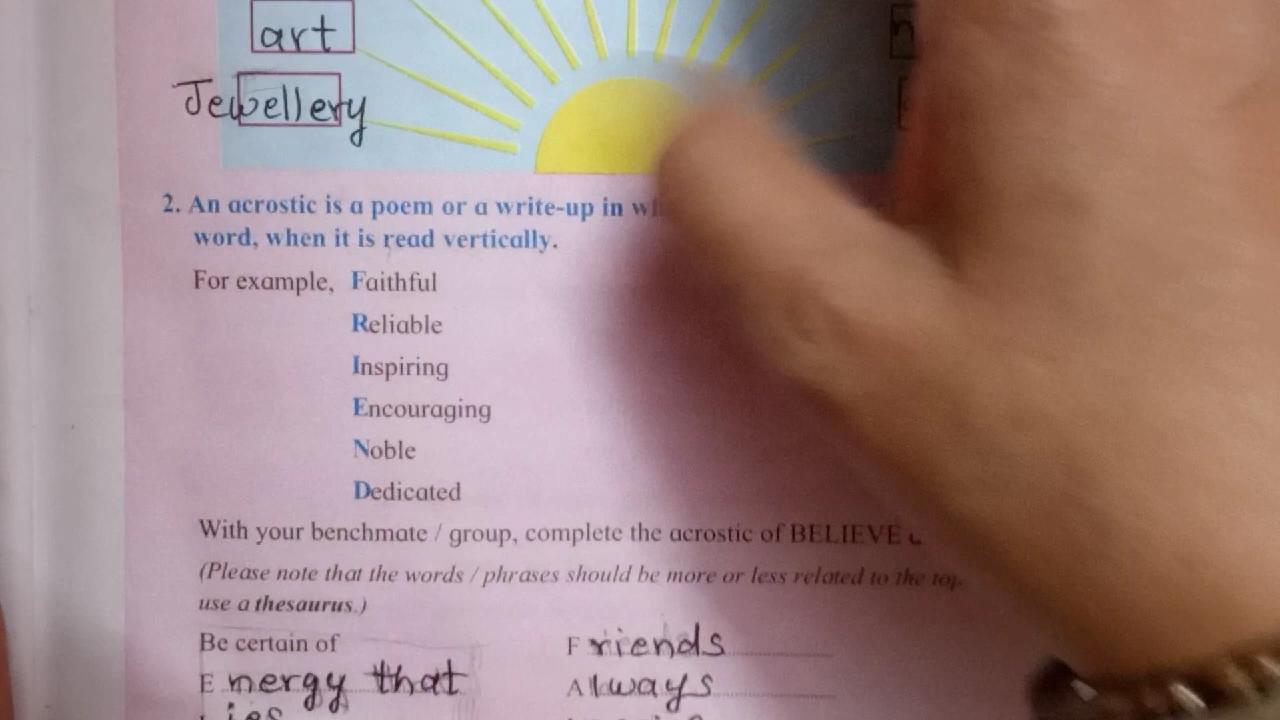 art
Jewellery
2. An acrostic is a poem or a write-up in
word, when it is read vertically.
For example, Faithful
Reliable
Inspiring
Encouraging
Noble
Dedicated
With your benchmate / group, complete the acrostic of BELIEVE
(Please note that the words / phrases should be more or less related to the
use a thesaurus.)
Be certain of Friends
Energy that Always